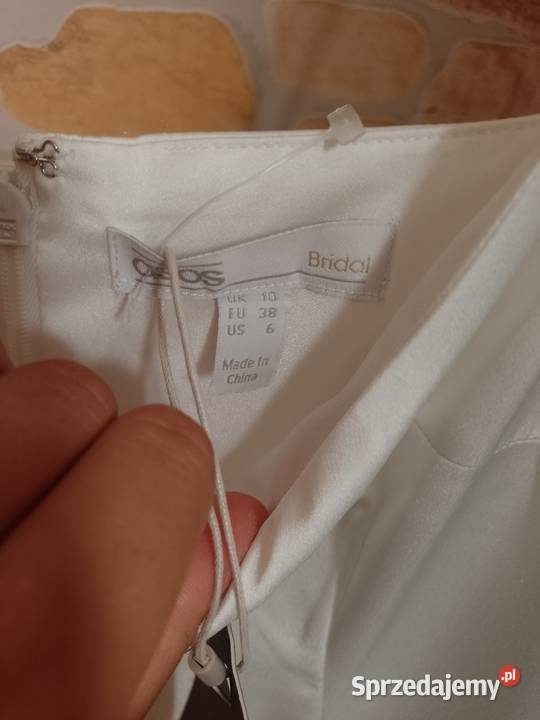 asos
Bridal
UK 10
EU 38
US 6
Made In
China
Sprzedajemy.pl